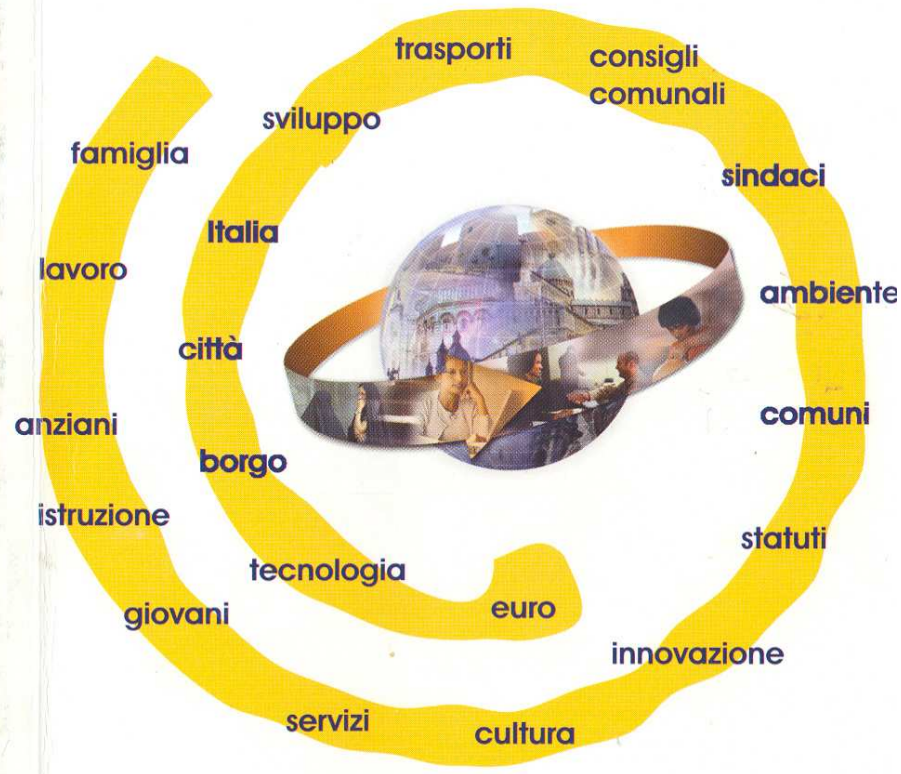 trasporti
consigli
comunali
sviluppo
famiglia
sindaci
Italia
lavoro
ambiente
città
comuni
anziani
borgo
istruzione
statuti
tecnologia
giovani
euro
innovazione
servizi
cultura